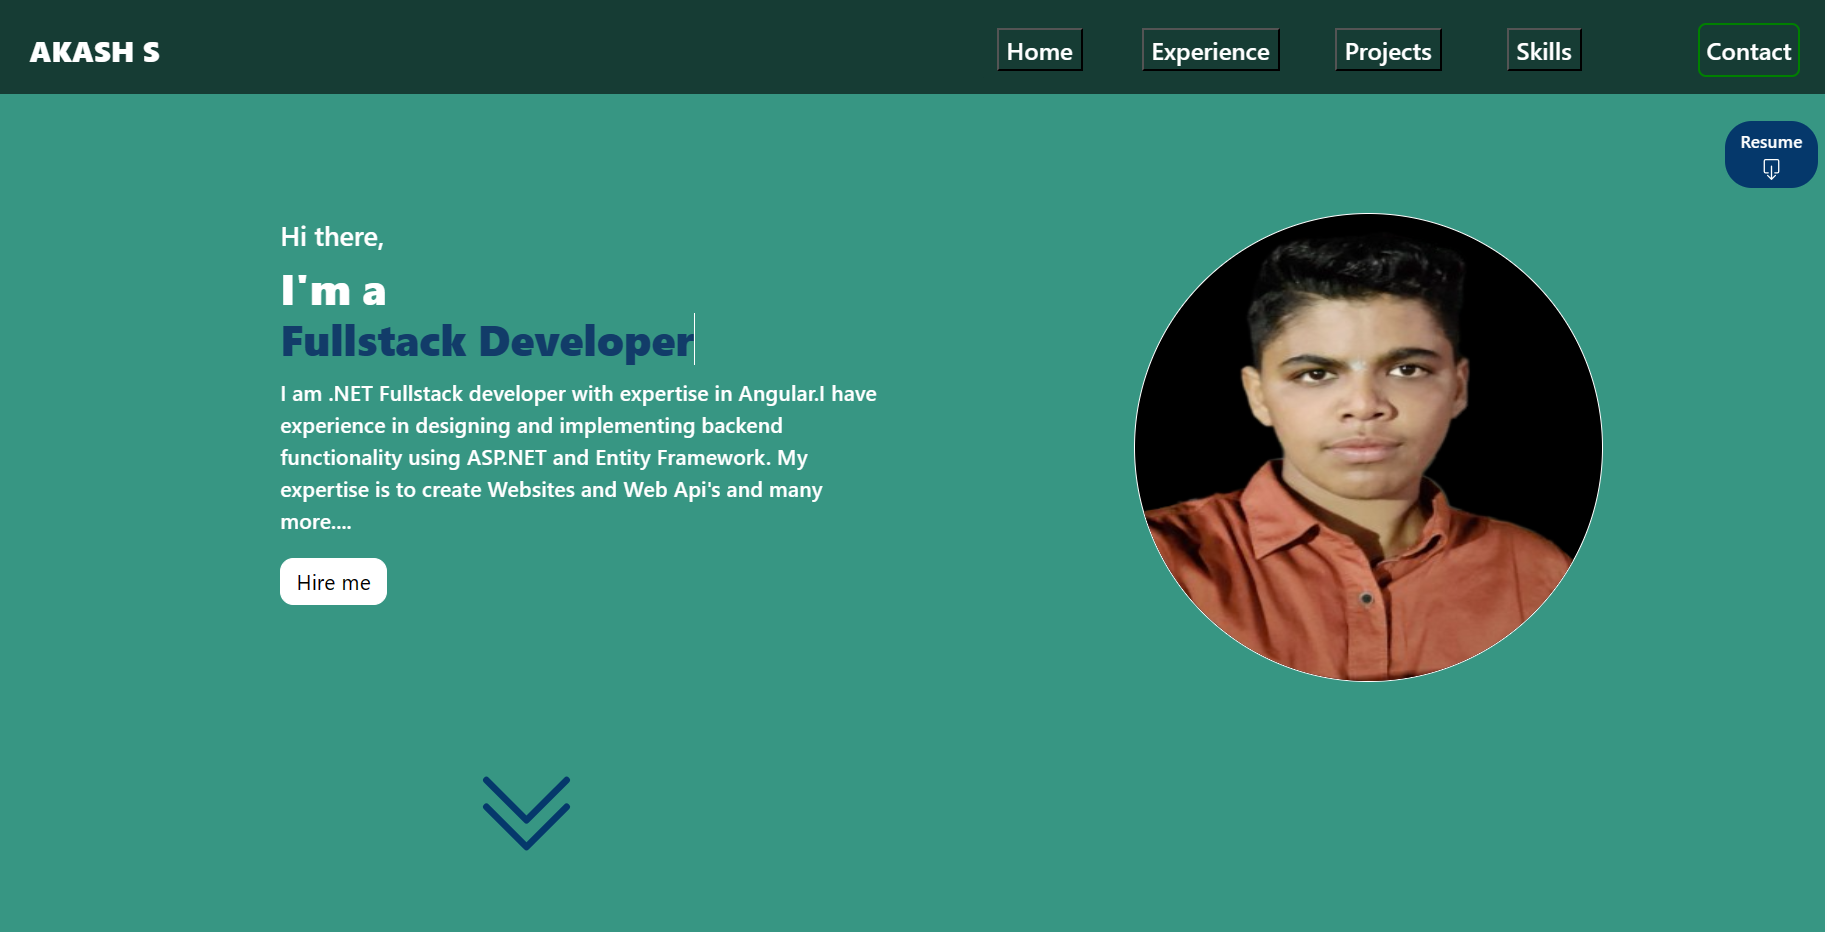 AKASH S
Home
Experience
Projects
Skills
Contact
Resume
Hi there,
I'm a
Fullstack Developer
I am .NET Fullstack developer with expertise in Angular.I have
experience in designing and implementing backend
functionality using ASP.NET and Entity Framework. My
expertise is to create Websites and Web Api's and many
more....
Hire me